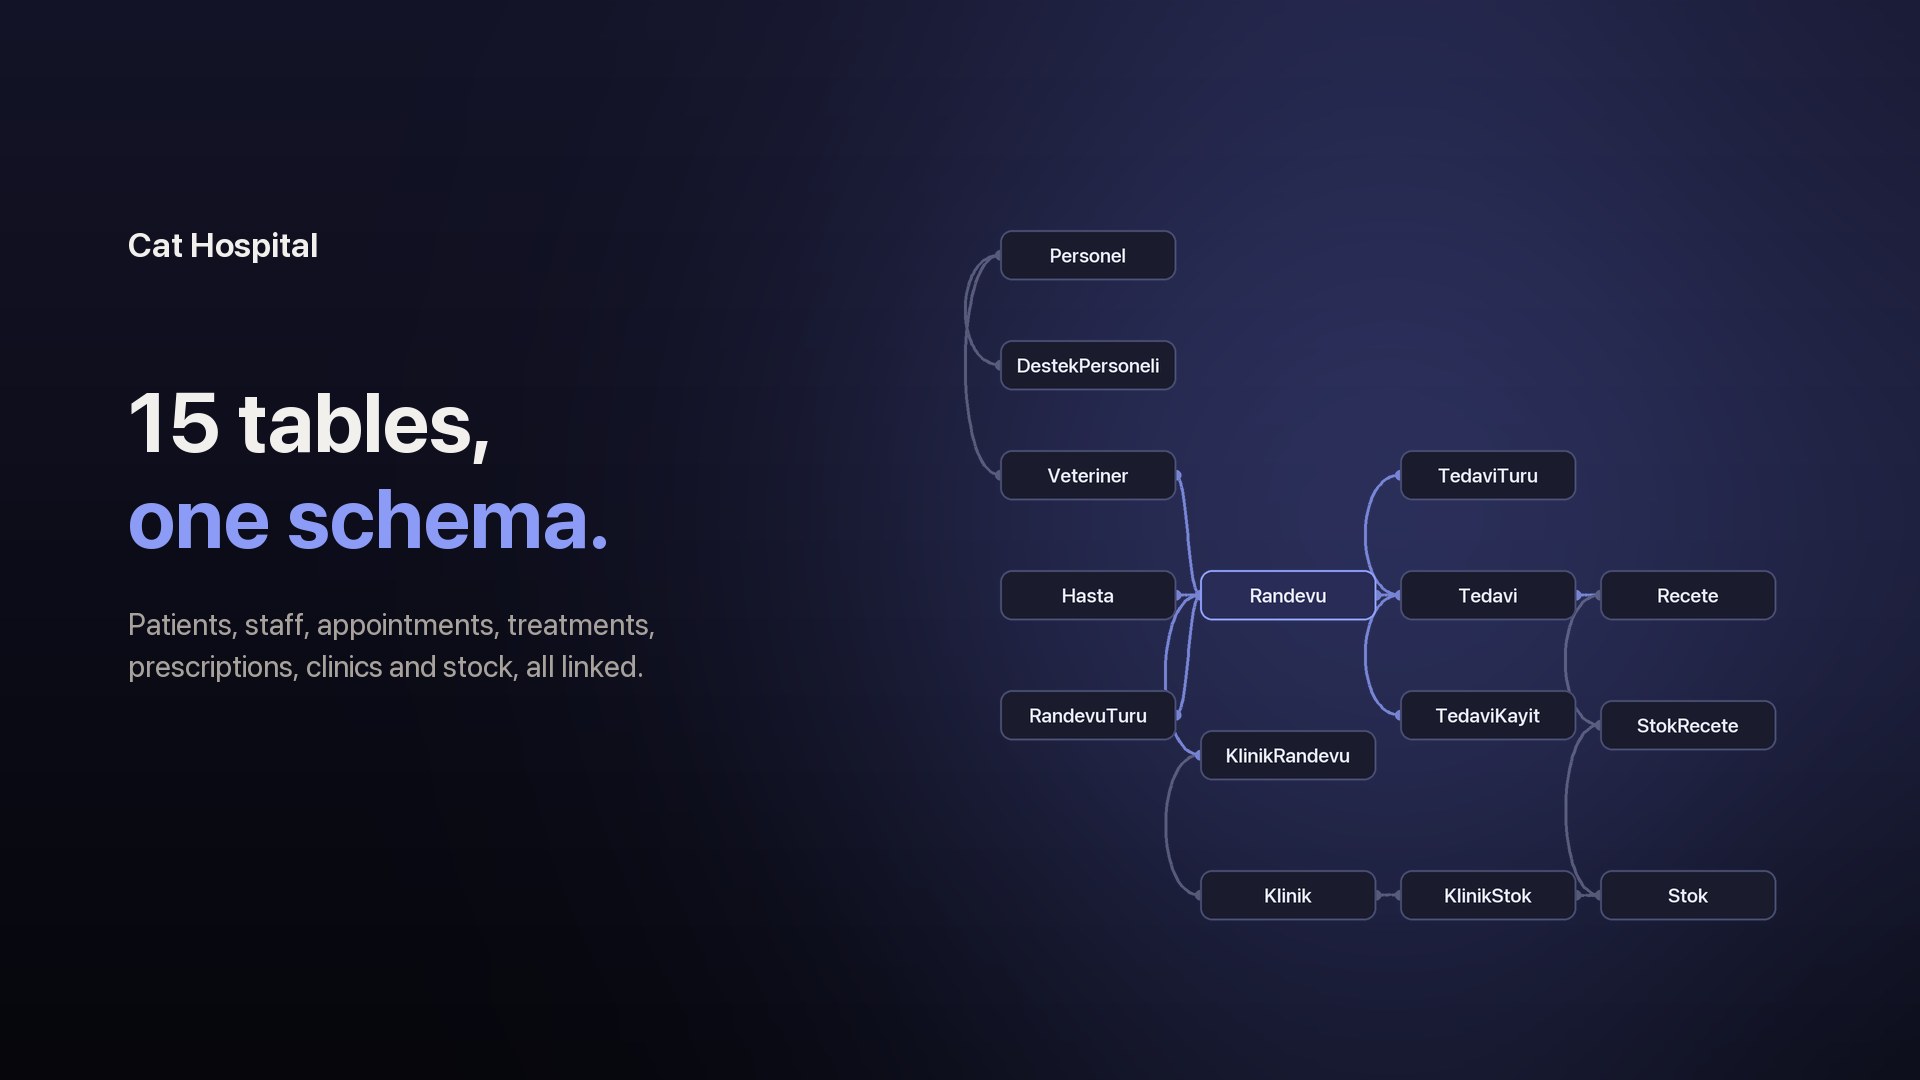 Cat Hospital
15 tables,
one schema.
Patients, staff, appointments, treatments,
prescriptions, clinics and stock, all linked.
Personel
DestekPersoneli
Veteriner
TedaviTuru
Hasta
Randevu
Tedavi
Recete
RandevuTuru
TedaviKayit
StokRecete
KlinikRandevu
Klinik
KlinikStok
Stok